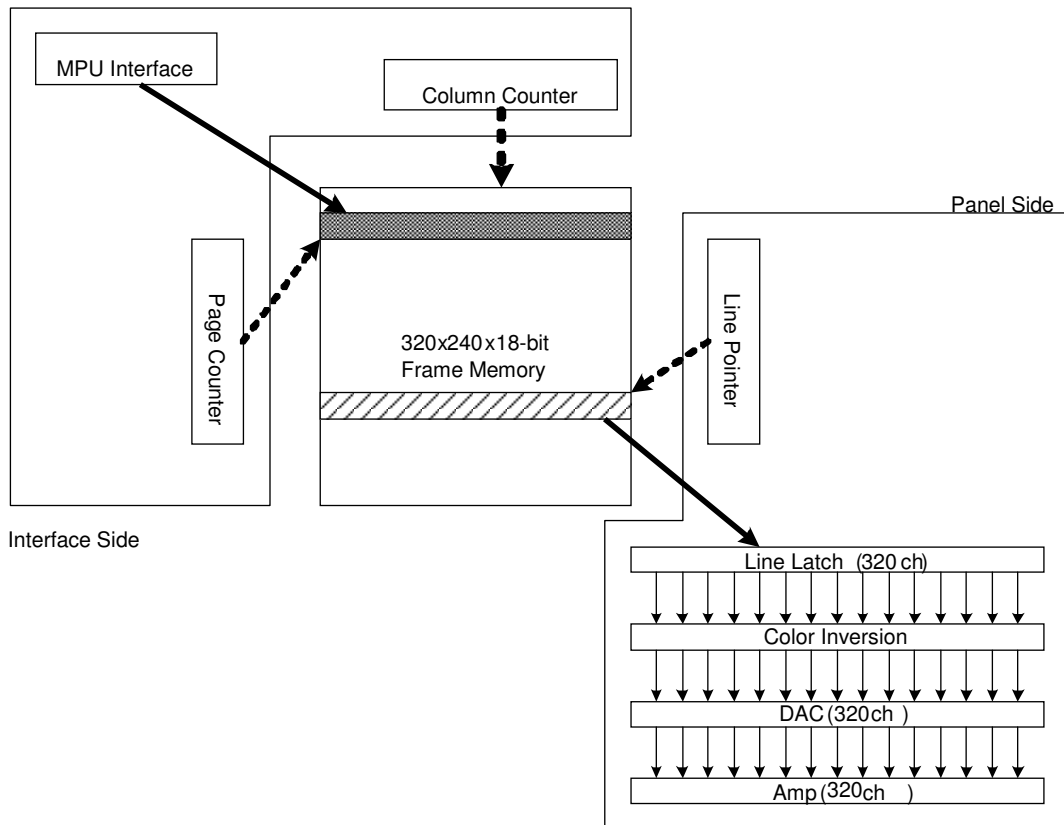 MPU Interface
Column Counter
Panel Side
Page Counter
Line Pointer
320x240x18-bit
Frame Memory
Interface Side
Line Latch (320 ch)
Color Inversion
DAC (320ch )
Amp (320ch )